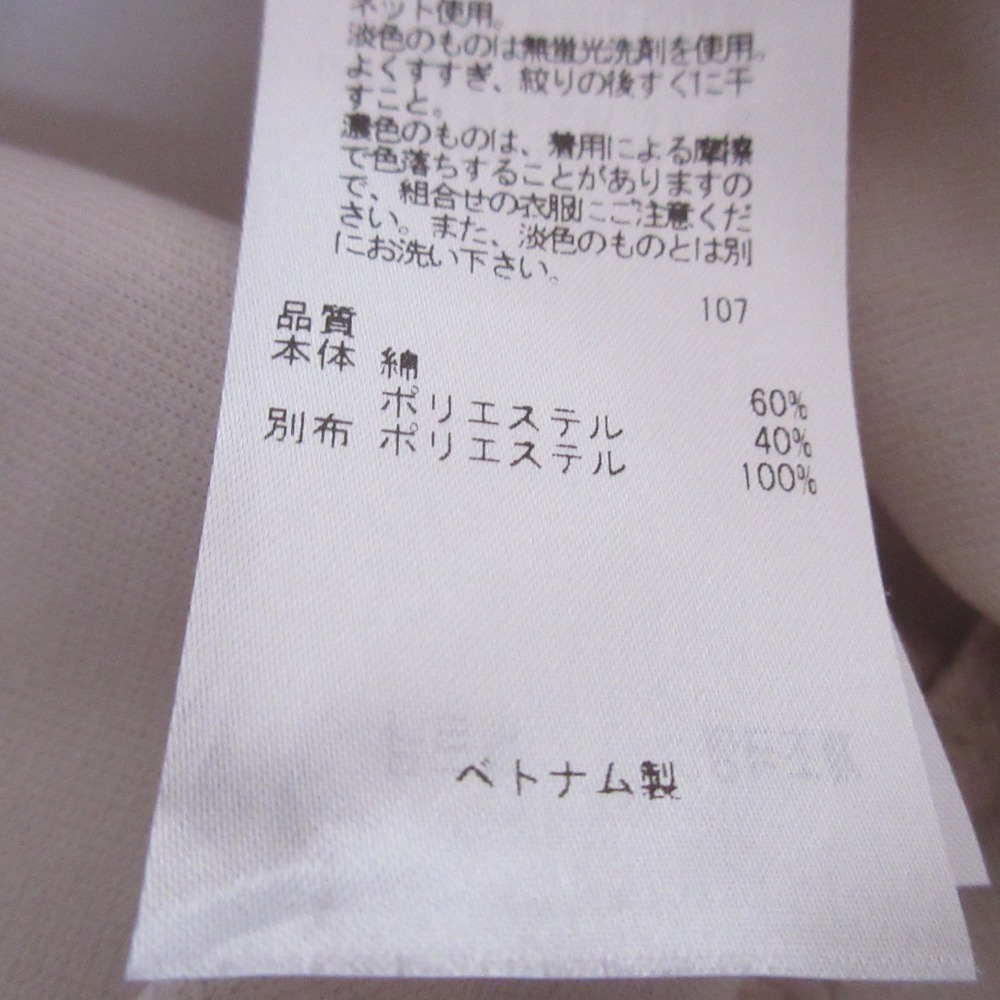 ネット使用。
淡色のものは無蛍光洗剤を使用。
よくすすぎ、絞りの後すぐに干
すこと。
濃色のものは、着用による摩擦
で色落ちすることがありますの
で、組合せの衣服にご注意くだ
さい。また、淡色のものとは別
にお洗い下さい。
107
品質
本体 綿 60%
ポリエステル 40%
別布 ポリエステル 100%
ベトナム製